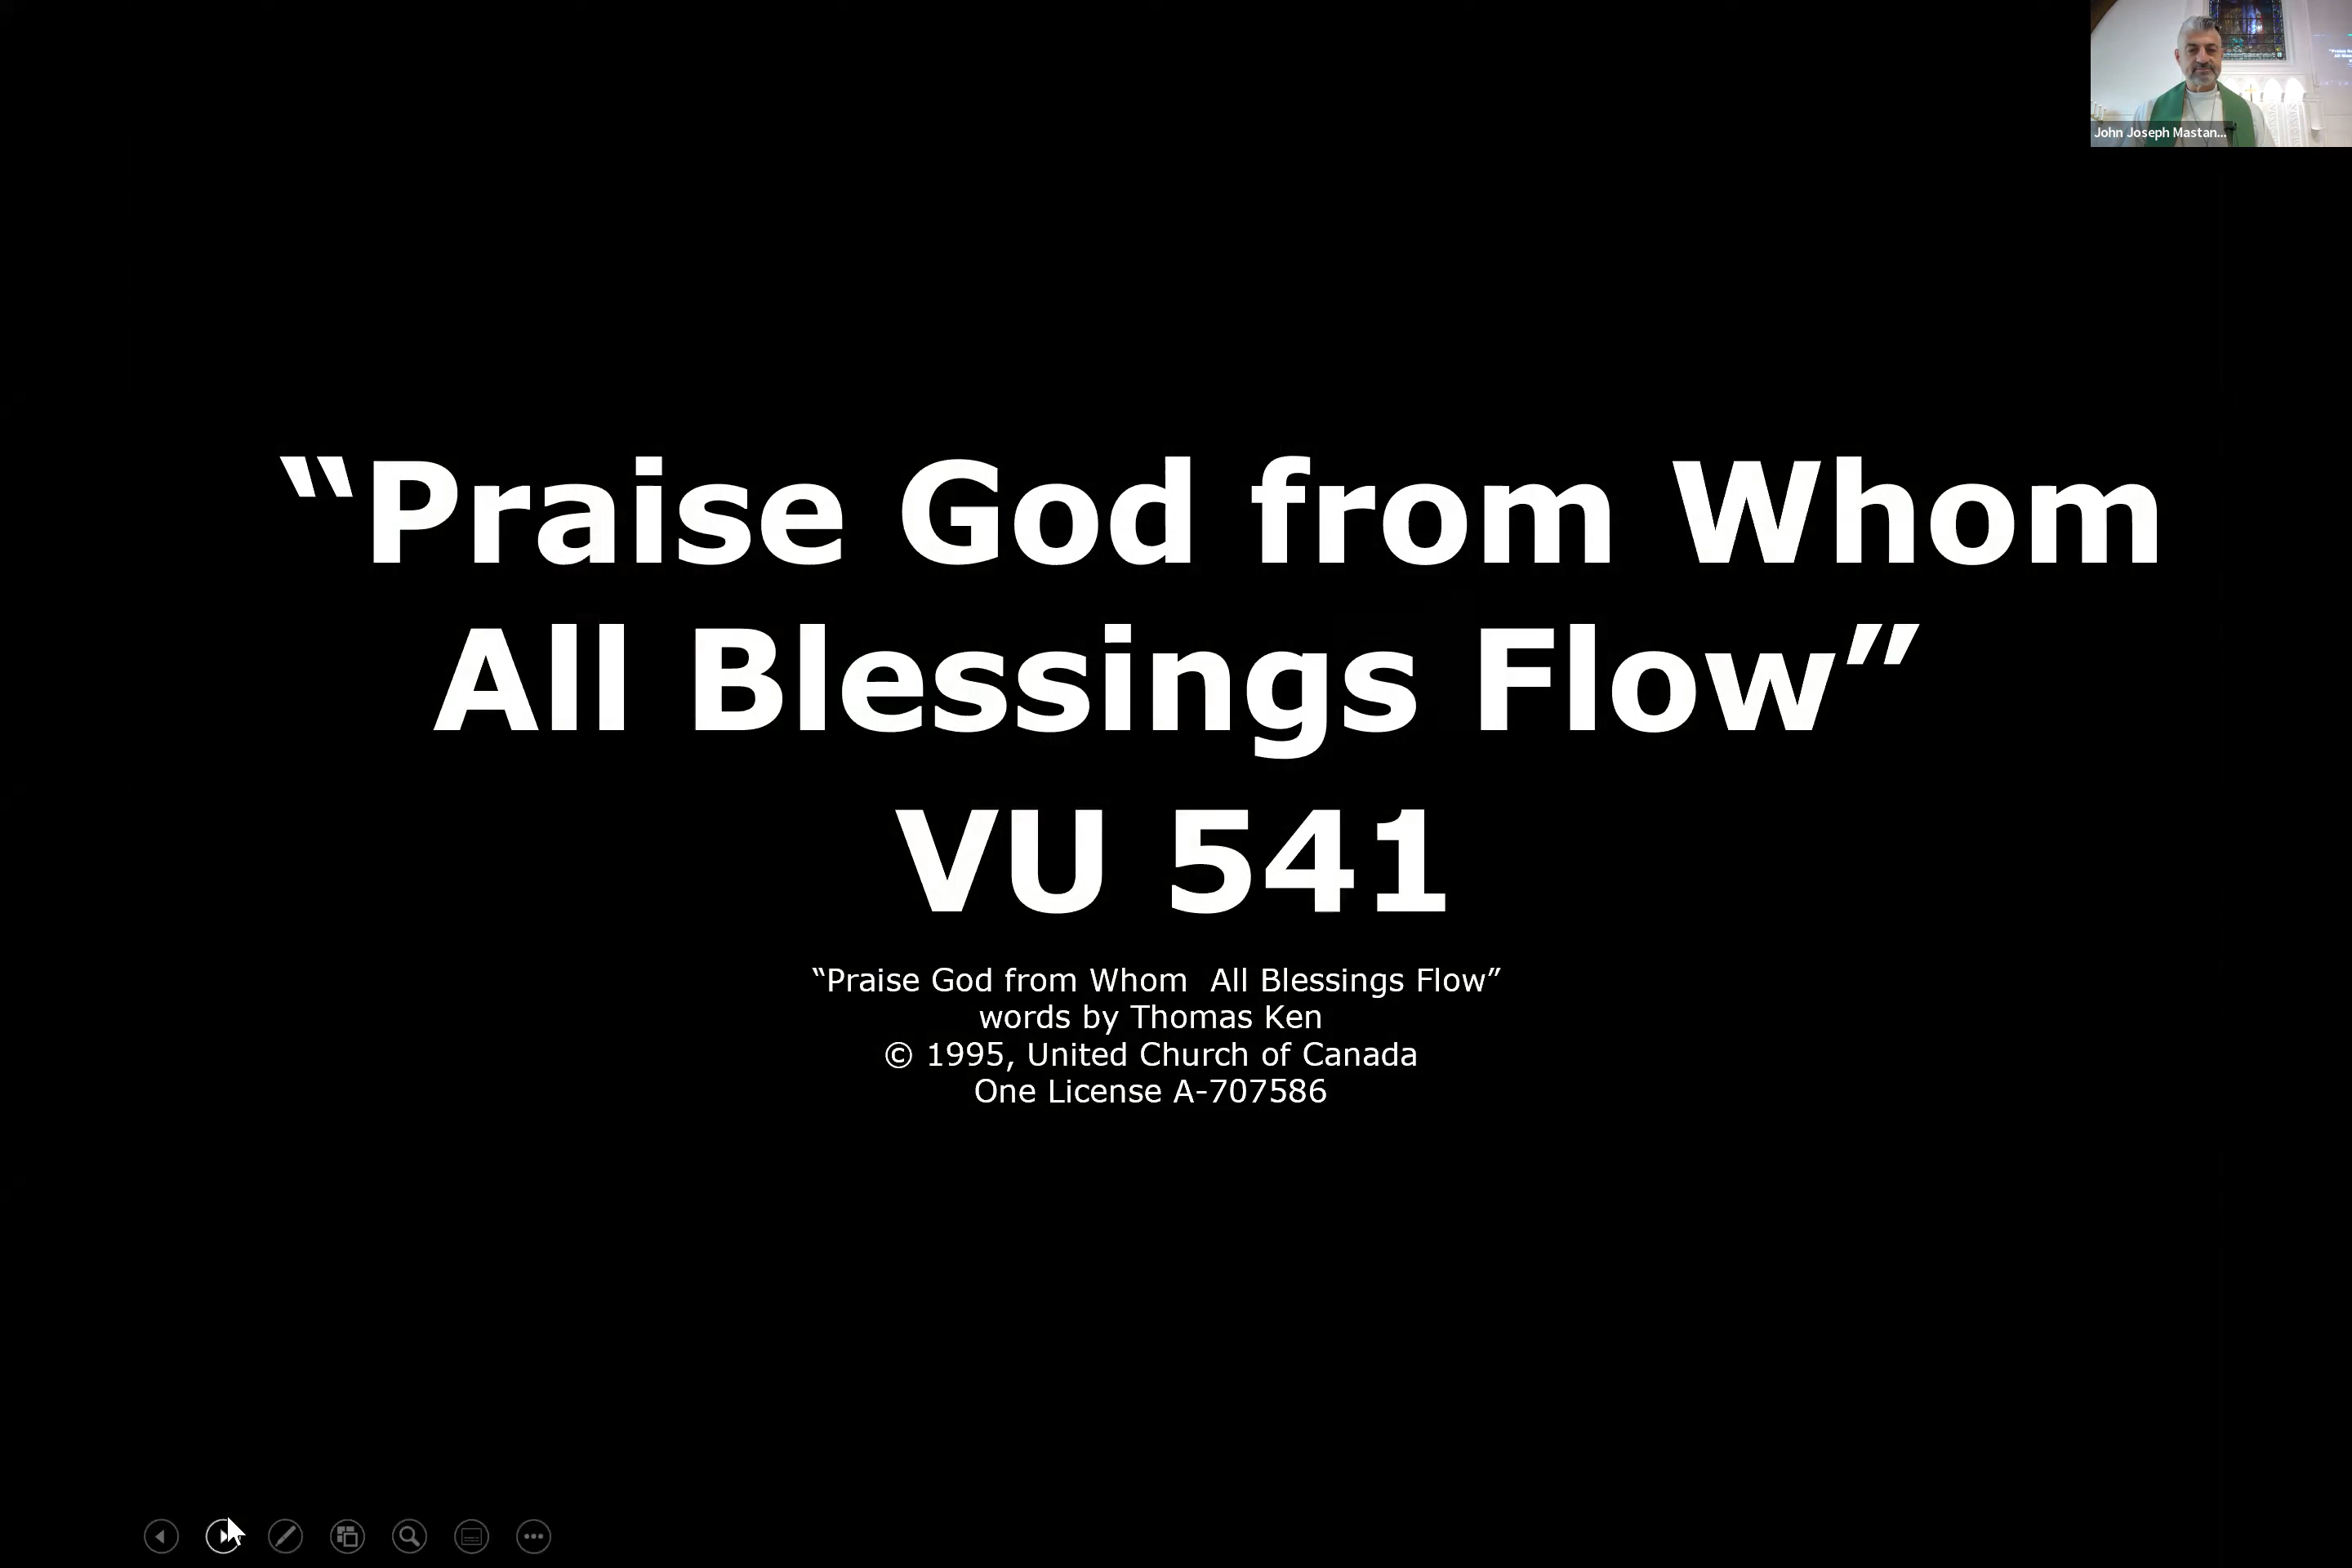 John Joseph Mastan...
“Praise God from Whom
All Blessings Flow”
VU 541
“Praise God from Whom  All Blessings Flow”
words by Thomas Ken
© 1995, United Church of Canada
One License A-707586